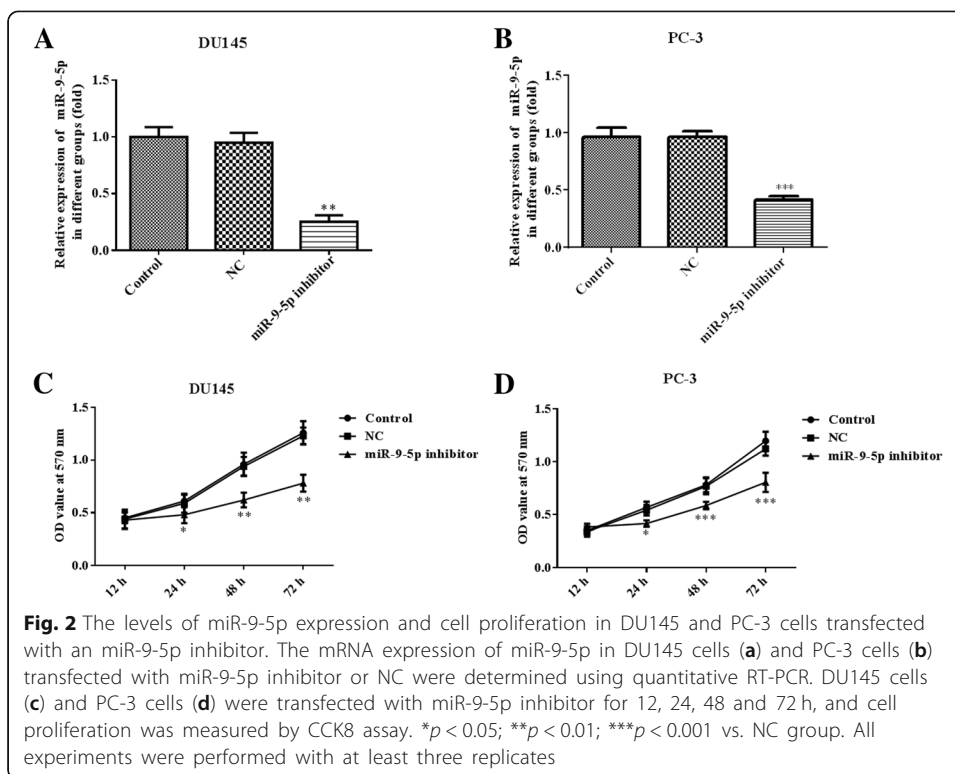 A
DU145
Relative expression of miR-9-5p
in different groups (fold)
1.5
1.0
0.5
0.0
**
Control
NC
miR-9-5p inhibitor
B
PC-3
Relative expression of miR-9-5p
in different groups (fold)
1.5
1.0
0.5
0.0
***
Control
NC
miR-9-5p inhibitor
C
DU145
OD value at 570 nm
1.5
1.0
0.5
0.0
Control
NC
miR-9-5p inhibitor
*
**
**
12 h
24 h
48 h
72 h
D
PC-3
OD value at 570 nm
1.5
1.0
0.5
0.0
Control
NC
miR-9-5p inhibitor
*
***
***
12 h
24 h
48 h
72 h
Fig. 2 The levels of miR-9-5p expression and cell proliferation in DU145 and PC-3 cells transfected
with an miR-9-5p inhibitor. The mRNA expression of miR-9-5p in DU145 cells (a) and PC-3 cells (b)
transfected with miR-9-5p inhibitor or NC were determined using quantitative RT-PCR. DU145 cells
(c) and PC-3 cells (d) were transfected with miR-9-5p inhibitor for 12, 24, 48 and 72 h, and cell
proliferation was measured by CCK8 assay. *p < 0.05; **p < 0.01; ***p < 0.001 vs. NC group. All
experiments were performed with at least three replicates